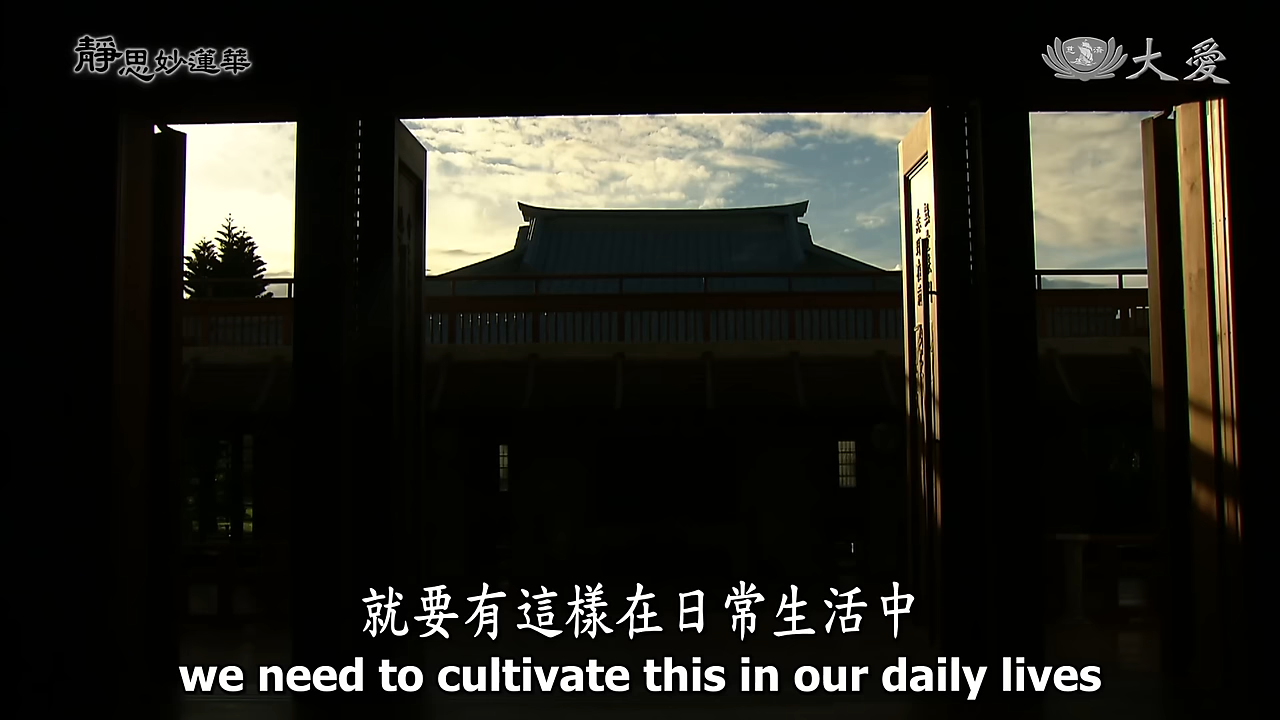 靜思妙蓮華
大愛
就要有這樣在日常生活中
we need to cultivate this in our daily lives